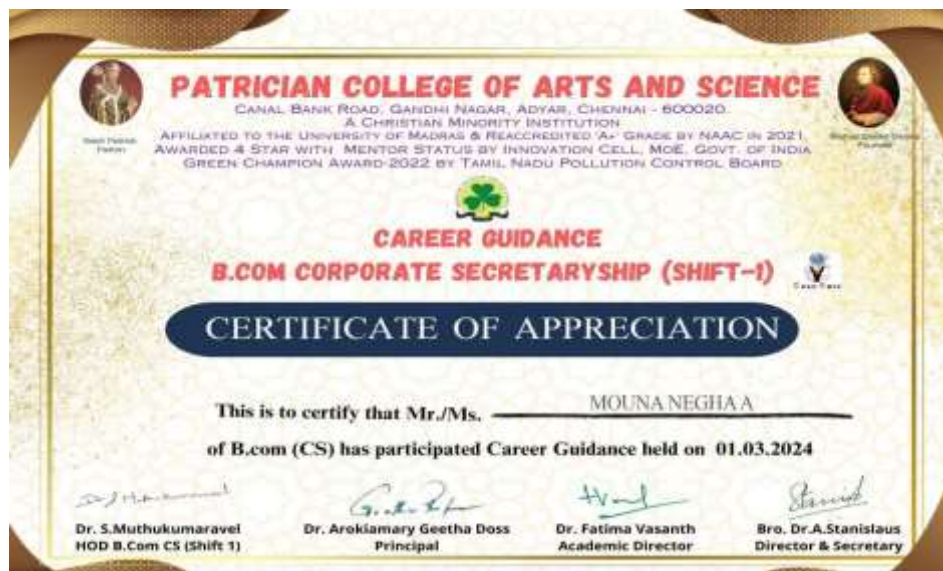 PATRICIAN COLLEGE OF ARTS AND SCIENCE
CANAL BANK ROAD, GANDHI NAGAR, ADYAR, CHENNAI - 600020.
A CHRISTIAN MINORITY INSTITUTION
AFFILIATED TO THE UNIVERSITY OF MADRAS & REACCREDITED 'A+' GRADE BY NAAC IN 2021,
AWARDED 4 STAR WITH MENTOR STATUS BY INNOVATION CELL, MOE, GOVT. OF INDIA
GREEN CHAMPION AWARD-2022 BY TAMIL NADU POLLUTION CONTROL BOARD
Patron
Founder
CAREER GUIDANCE
B.COM CORPORATE SECRETARYSHIP (SHIFT-1)
CERTIFICATE OF APPRECIATION
This is to certify that Mr./Ms. MOUNA NEGHA A
of B.com (CS) has participated Career Guidance held on 01.03.2024
Dr. S.Muthukumaravel
HOD B.Com CS (Shift 1)
Dr. Arokiamary Geetha Doss
Principal
Dr. Fatima Vasanth
Academic Director
Bro. Dr.A.Stanislaus
Director & Secretary